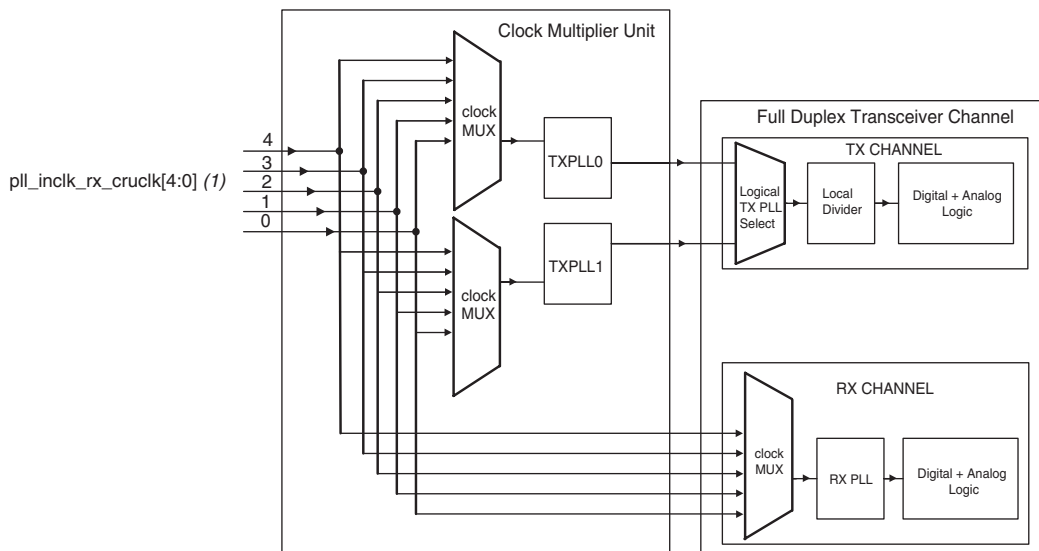 Clock Multiplier Unit
clock
MUX
TXPLL0
4
3
pll_inclk_rx_cruclk[4:0] (1)
2
1
0
clock
MUX
TXPLL1
Full Duplex Transceiver Channel
TX CHANNEL
Logical
TX PLL
Select
Local
Divider
Digital + Analog
Logic
RX CHANNEL
clock
MUX
RX PLL
Digital + Analog
Logic